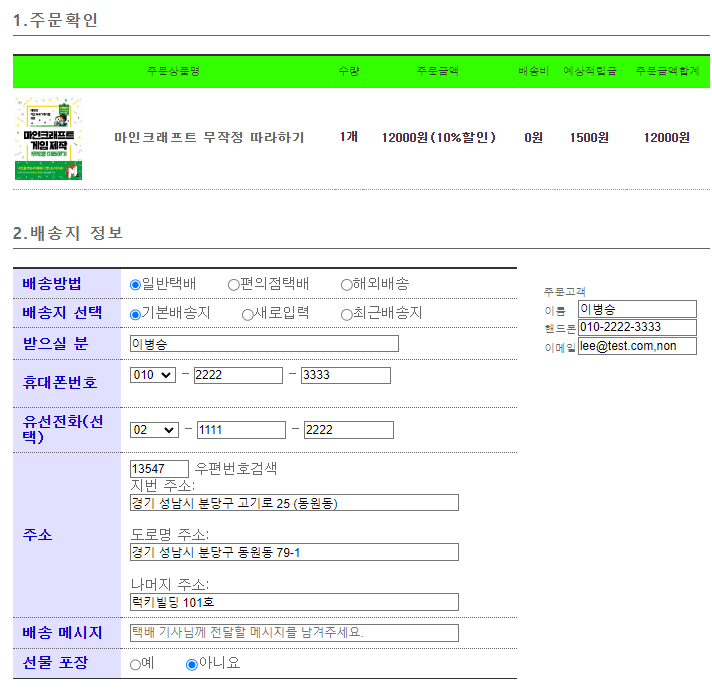 1.주문확인
주문상품명 수량 주문금액 배송비 예상적립금 주문금액합계
마인크래프트
게임 제작
무작정 따라하기
마인크래프트 무작정 따라하기 1개 12000원(10%할인) 0원 1500원 12000원
2.배송지 정보
배송방법 일반택배 편의점택배 해외배송
배송지 선택 기본배송지 새로입력 최근배송지
받으실 분 이병승
휴대폰번호 010 - 2222 - 3333
유선전화(선
택) 02 - 1111 - 2222
주소 13547 우편번호검색
지번 주소:
경기 성남시 분당구 고기로 25 (동원동)
도로명 주소:
경기 성남시 분당구 동원동 79-1
나머지 주소:
럭키빌딩 101호
배송 메시지 택배 기사님께 전달할 메시지를 남겨주세요.
선물 포장 예 아니요
주문고객
이름 이병승
핸드폰 010-2222-3333
이메일 lee@test.com,non